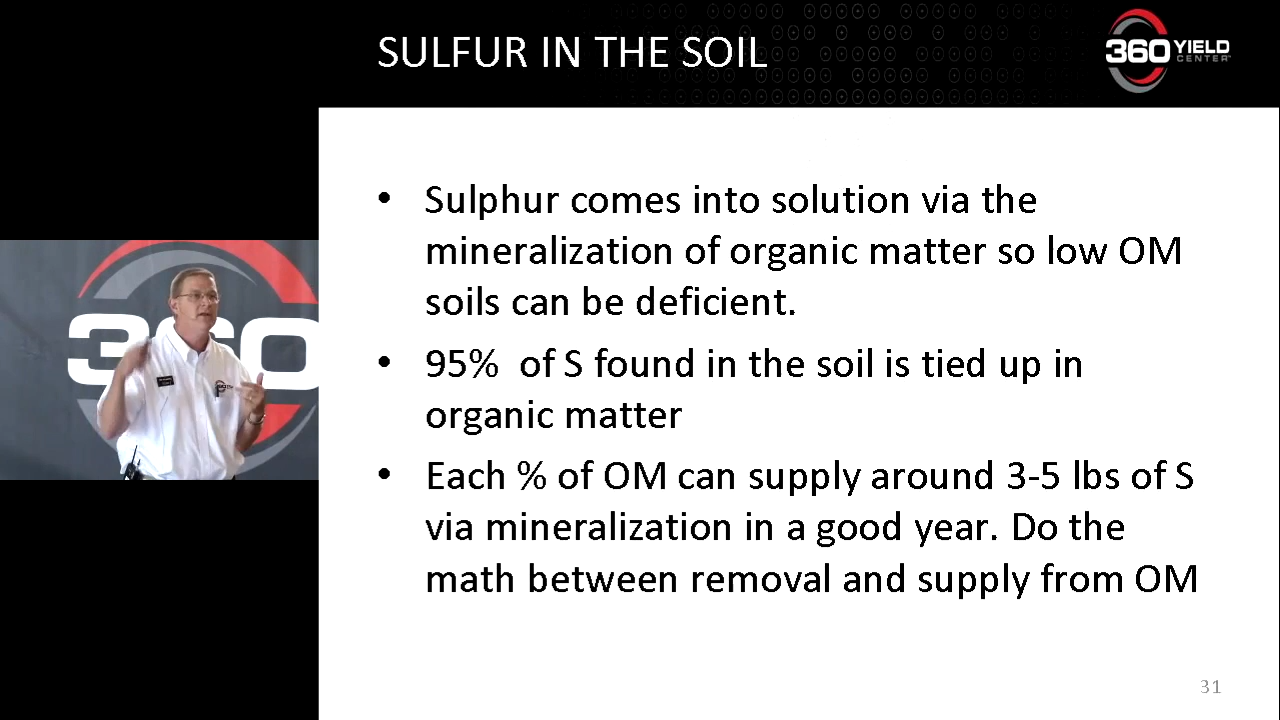 SULFUR IN THE SOIL
360 YIELD
CENTER
• Sulphur comes into solution via the
mineralization of organic matter so low OM
soils can be deficient.
• 95%  of S found in the soil is tied up in
organic matter
• Each % of OM can supply around 3-5 lbs of S
via mineralization in a good year. Do the
math between removal and supply from OM
360
31